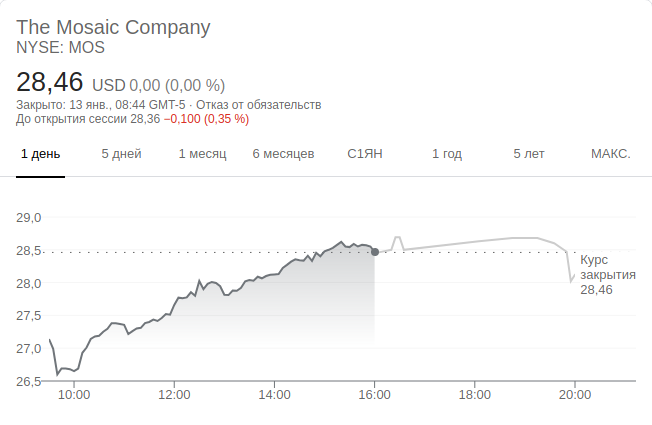 The Mosaic Company
NYSE: MOS
28,46 USD 0,00 (0,00 %)
Закрыто: 13 янв., 08:44 GMT-5 · Отказ от обязательств
До открытия сессии 28,36 −0,100 (0,35 %)
1 день 5 дней 1 месяц 6 месяцев С1ЯН 1 год 5 лет МАКС.
29,0
28,5
Курс
закрытия
28,46
28,0
27,5
27,0
26,5
10:00 12:00 14:00 16:00 18:00 20:00